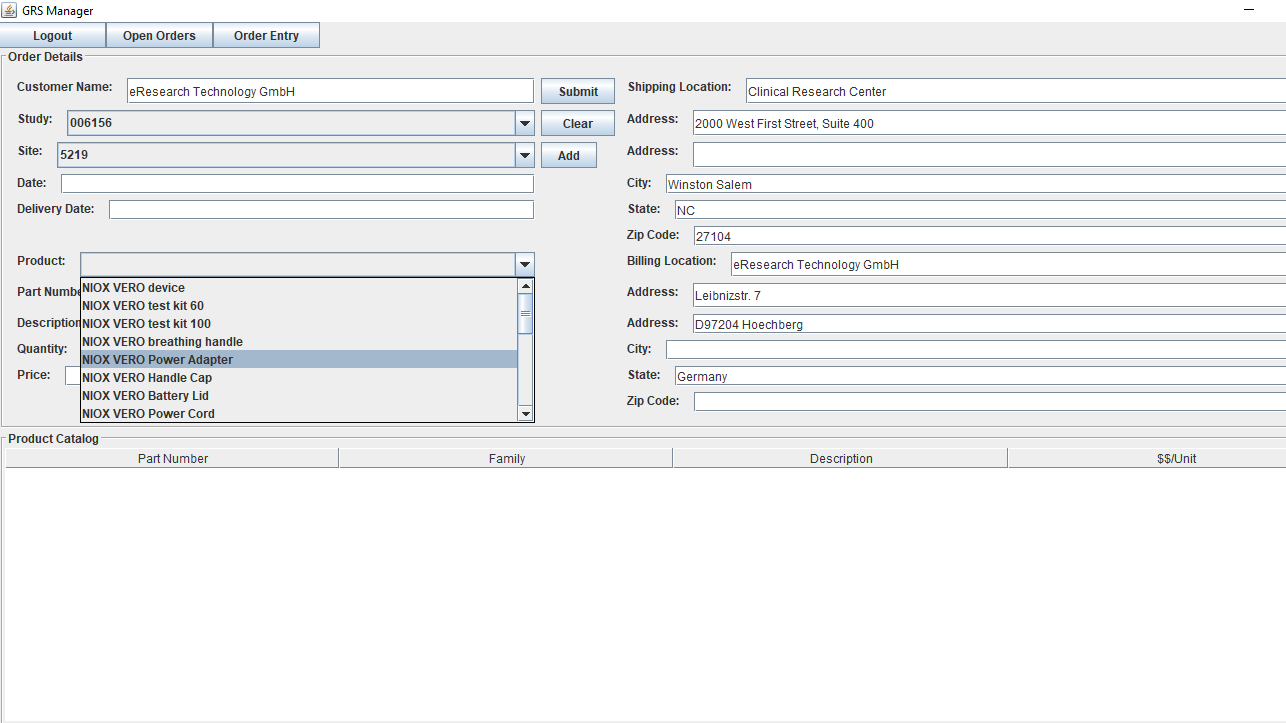 GRS Manager
Logout Open Orders Order Entry
Order Details
Customer Name: eResearch Technology GmbH Submit
Study: 006156 Clear
Site: 5219 Add
Date:
Delivery Date:
Product:
NIOX VERO device
NIOX VERO test kit 60
NIOX VERO test kit 100
NIOX VERO breathing handle
NIOX VERO Power Adapter
NIOX VERO Handle Cap
NIOX VERO Battery Lid
NIOX VERO Power Cord
Part Numbe
Description
Quantity:
Price:
Shipping Location: Clinical Research Center
Address: 2000 West First Street, Suite 400
Address:
City: Winston Salem
State: NC
Zip Code: 27104
Billing Location: eResearch Technology GmbH
Address: Leibnizstr. 7
Address: D97204 Hoechberg
City:
State: Germany
Zip Code:
Product Catalog
Part Number Family Description $$/Unit